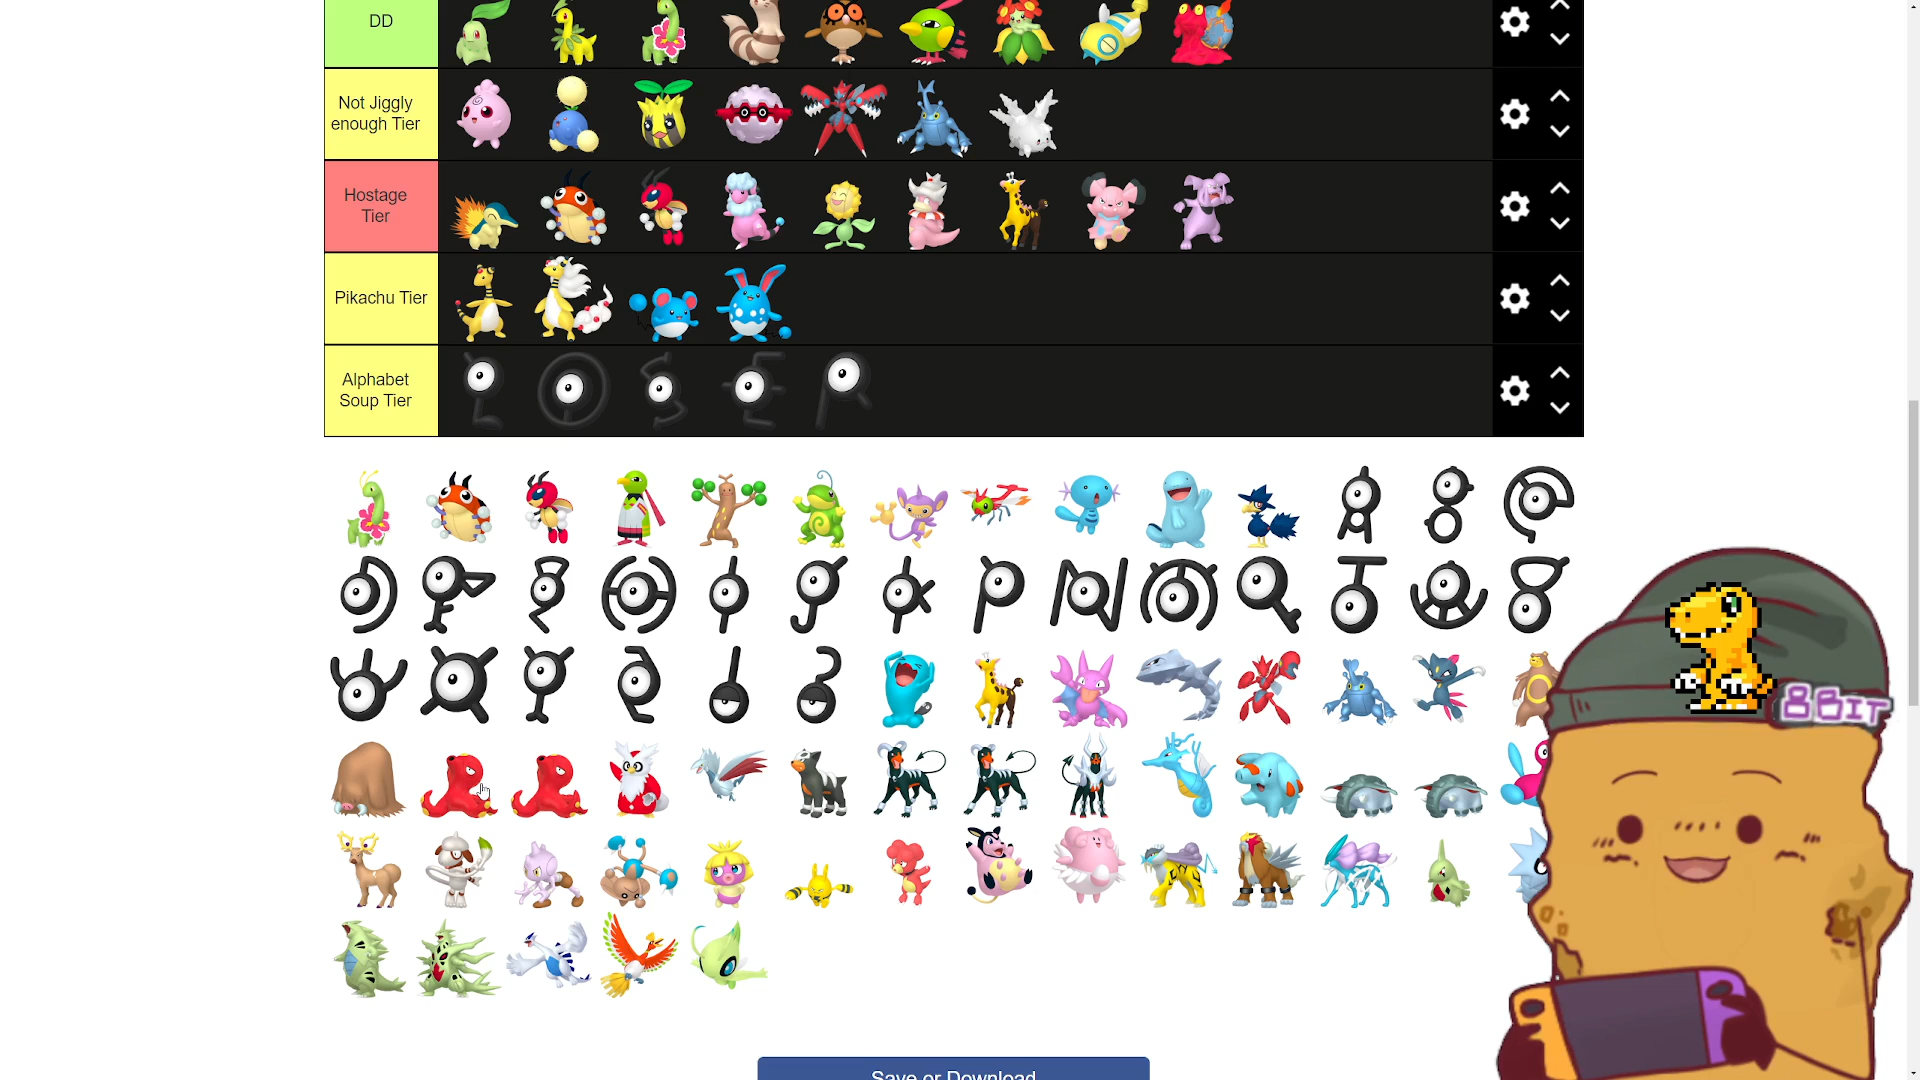 DD
Not Jiggly
enough Tier
Hostage
Tier
Pikachu Tier
Alphabet
Soup Tier
8BIT
Save or Download